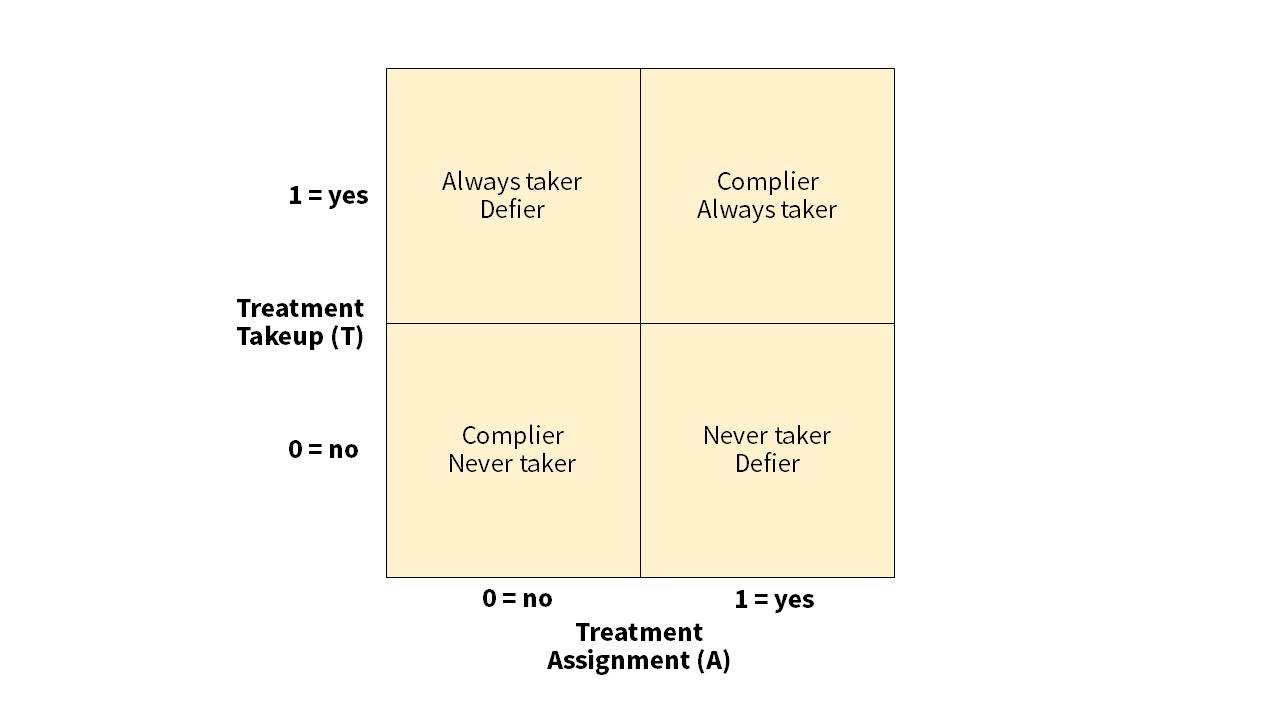 1 = yes
Always taker
Defier
Complier
Always taker
Treatment
Takeup (T)
0 = no
Complier
Never taker
Never taker
Defier
0 = no
1 = yes
Treatment
Assignment (A)